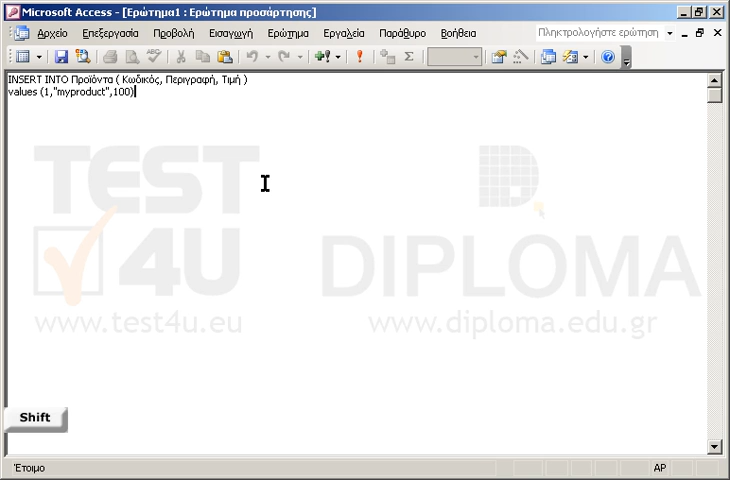 Microsoft Access - [Ερώτημα1 : Ερώτημα προσάρτησης]
Αρχείο Επεξεργασία Προβολή Εισαγωγή Ερώτημα Εργαλεία Παράθυρο Βοήθεια Πληκτρολογήστε ερώτηση
INSERT INTO Προϊόντα ( Κωδικός, Περιγραφή, Τιμή )
values (1,"myproduct",100)
TEST
4U
DIPLOMA
www.test4u.eu
www.diploma.edu.gr
Shift
Έτοιμο
ΑΡ